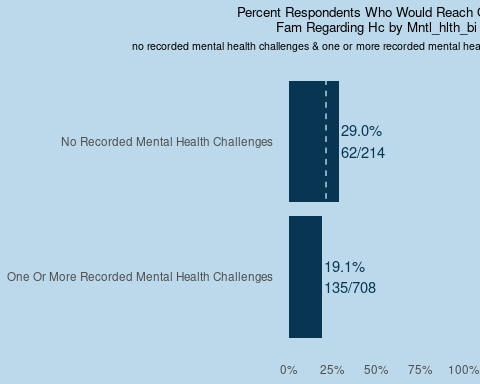 Percent Respondents Who Would Reach
Fam Regarding Hc by Mntl_hlth_bi
no recorded mental health challenges & one or more recorded mental
No Recorded Mental Health Challenges
29.0%
62/214
One Or More Recorded Mental Health Challenges
19.1%
135/708
0% 25% 50% 75% 100%